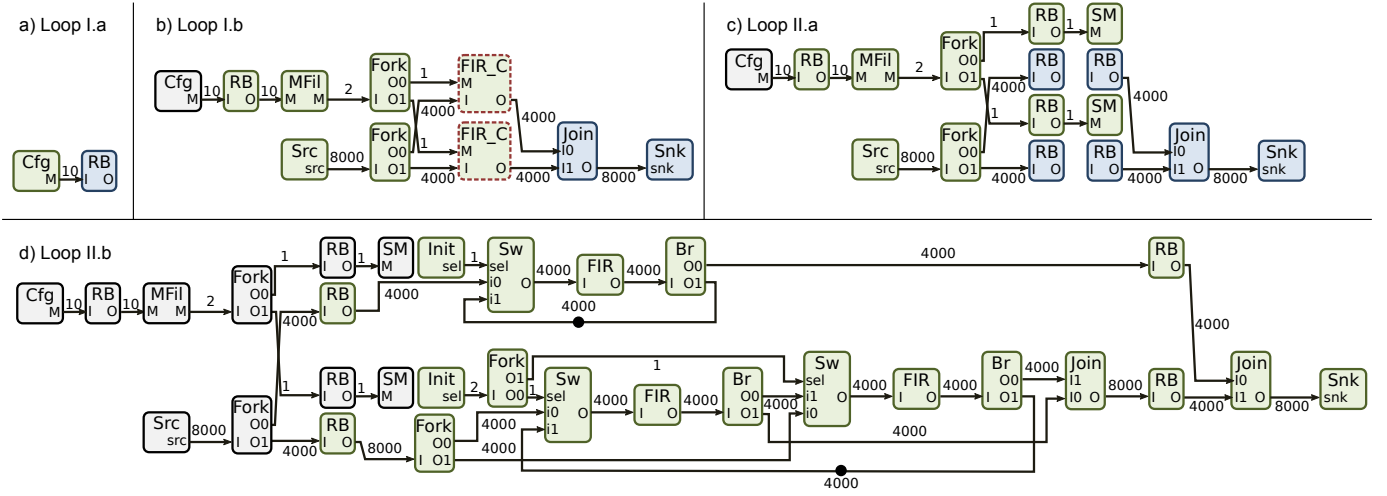 a) Loop I.a
Cfg
M
10
RB
I O
b) Loop I.b
Cfg
M
10
RB
I O
10
MFil
M M
2
Fork
O0
I O1
1
4000
FIR_C
M
I O
4000
Src
src
8000
Fork
O0
I O1
1
4000
FIR_C
M
I O
4000
Join
I0
I1 O
8000
Snk
snk
c) Loop II.a
Cfg
M
10
RB
I O
10
MFil
M M
2
Fork
O0
I O1
1
RB
I O
1
SM
M
4000
RB
I O
RB
I O
4000
Src
src
8000
Fork
O0
I O1
1
RB
I O
1
SM
M
4000
RB
I O
RB
I O
4000
Join
i0
I1 O
8000
Snk
snk
d) Loop II.b
Cfg
M
10
RB
I O
10
MFil
M M
2
Fork
O0
I O1
1
RB
I O
1
SM
M
4000
RB
I O
4000
Init
sel
1
Sw
sel
i0
i1
O
4000
FIR
I O
4000
Br
O0
I O1
4000
4000
RB
I O
4000
Src
src
8000
Fork
O0
I O1
1
RB
I O
1
SM
M
4000
RB
I O
8000
Init
sel
2
Fork
O1
I O0
1
1
Fork
O0
I O1
4000
4000
Sw
sel
i0
i1
O
4000
FIR
I O
4000
Br
O0
I O1
4000
4000
Sw
sel
i1
i0
O
4000
FIR
I O
4000
Br
O0
I O1
4000
4000
Join
I1
I0 O
8000
RB
I O
4000
Join
I0
I1 O
8000
Snk
snk